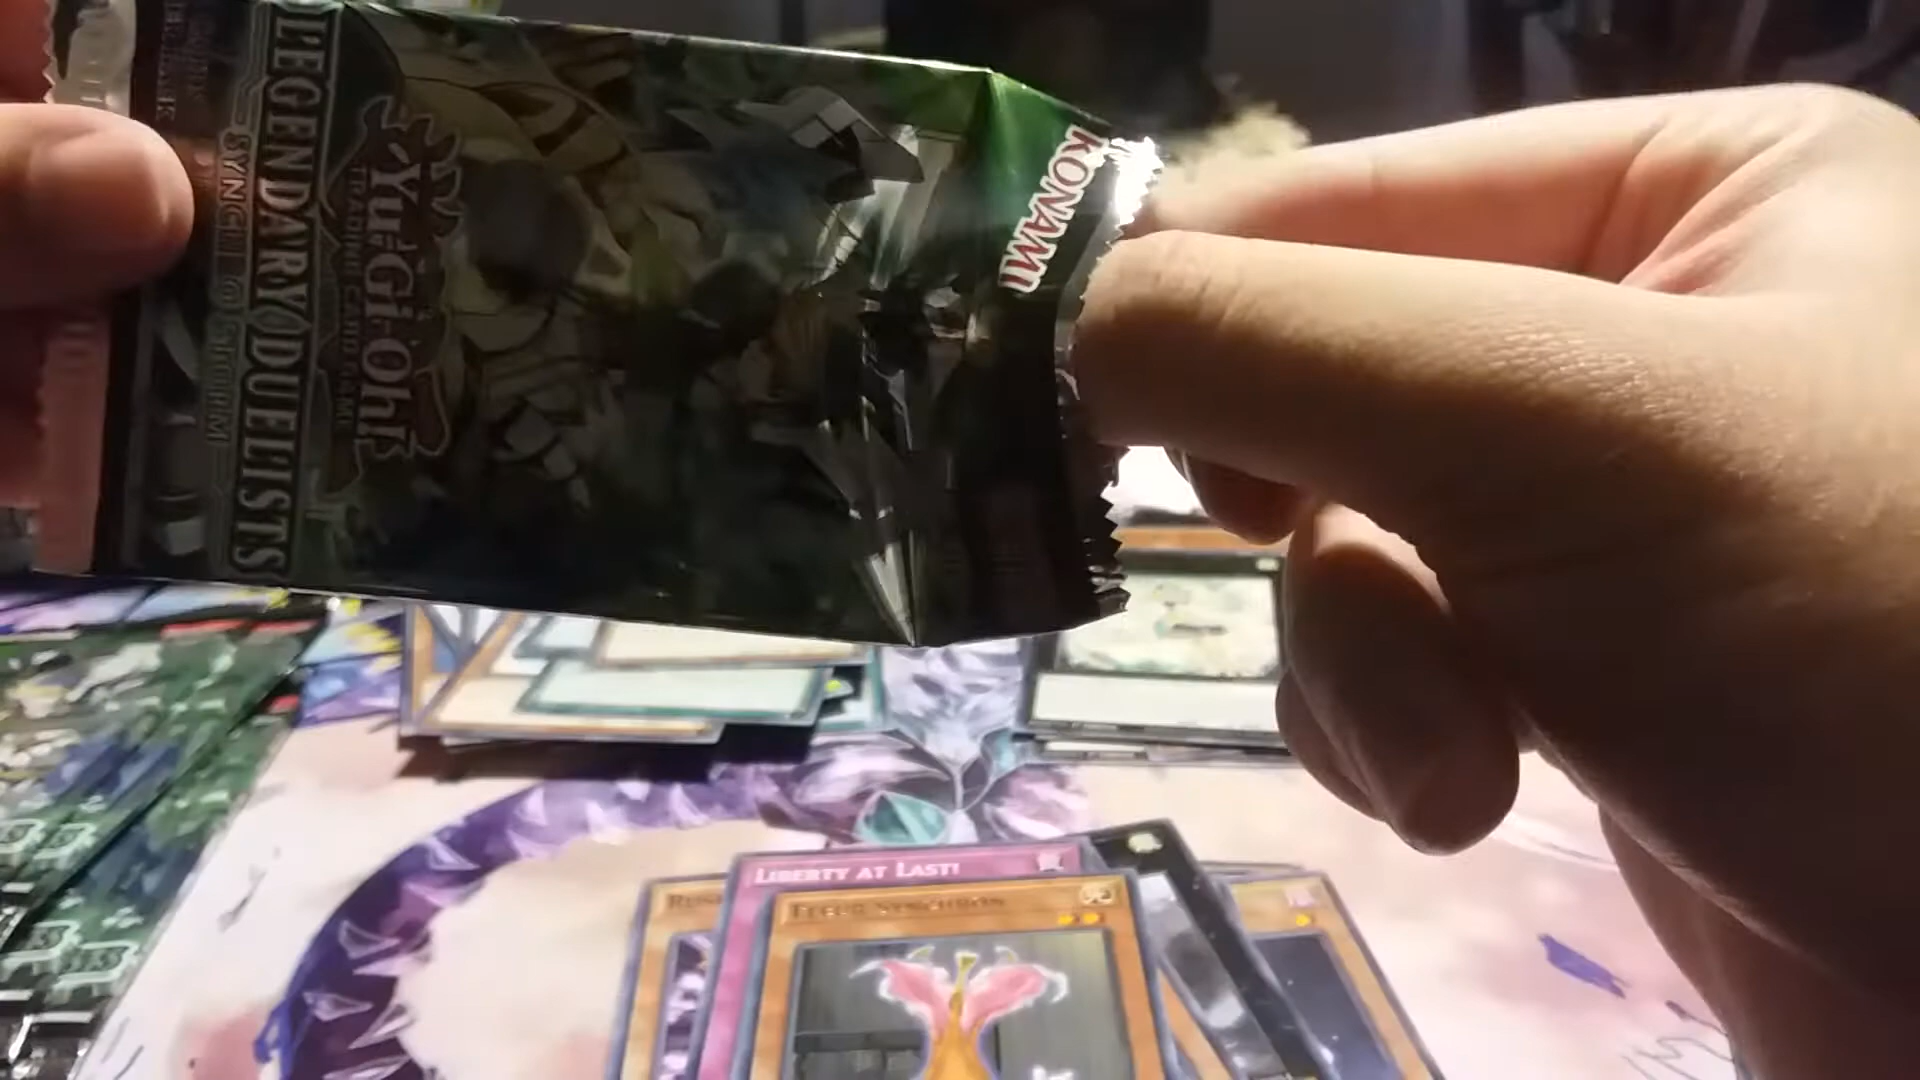 KONAMI
Yu-Gi-Oh!
TRADING CARD GAME
LEGENDARY DUELISTS
SYNCHRO STORM
LIBERTY AT LAST!
FLEUR SYNCHRON